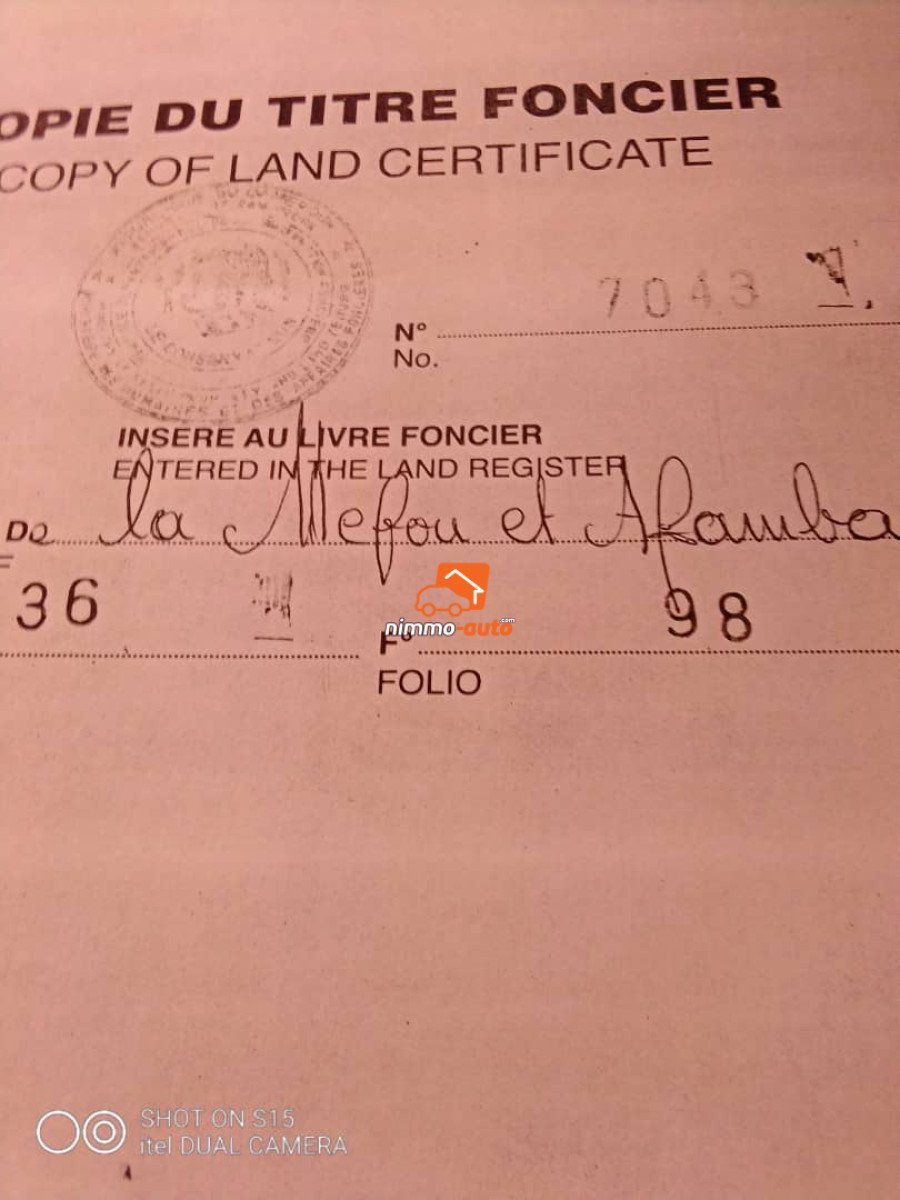 OPIE DU TITRE FONCIER
COPY OF LAND CERTIFICATE
7043
N°
No.
INSERE AU LIVRE FONCIER
ENTERED IN THE LAND REGISTER
De la Mefou et Afamba
36
98
nimmo-auto.com
F°
FOLIO
SHOT ON S15
itel DUAL CAMERA